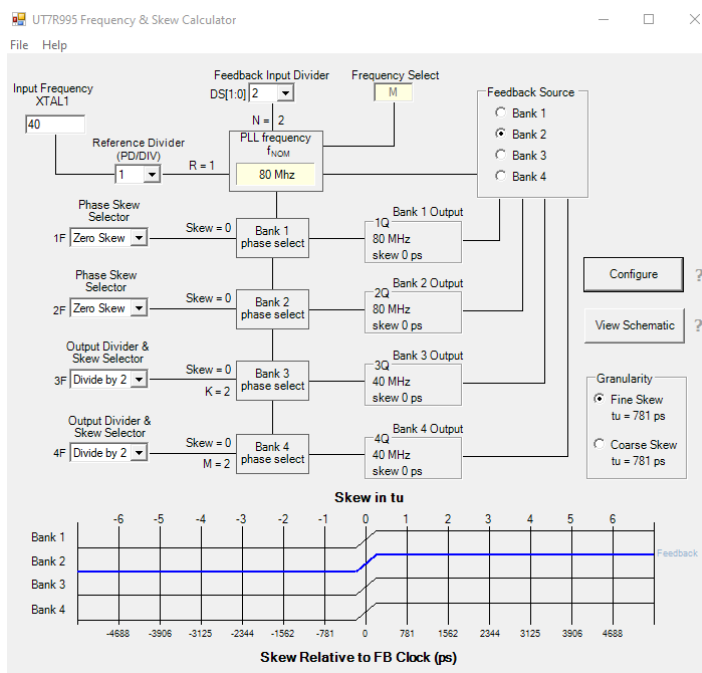 UT7R995 Frequency & Skew Calculator
File Help
Input Frequency
XTAL1
40
Feedback Input Divider
DS[1:0] 2
N = 2
Frequency Select
M
Reference Divider
(PD/DIV)
1
R = 1
PLL frequency
fNOM
80 Mhz
Feedback Source
Bank 1
Bank 2
Bank 3
Bank 4
Phase Skew
Selector
1F Zero Skew
Skew = 0
Bank 1
phase select
Bank 1 Output
1Q
80 MHz
skew 0 ps
Phase Skew
Selector
2F Zero Skew
Skew = 0
Bank 2
phase select
Bank 2 Output
2Q
80 MHz
skew 0 ps
Output Divider &
Skew Selector
3F Divide by 2
Skew = 0
K = 2
Bank 3
phase select
Bank 3 Output
3Q
40 MHz
skew 0 ps
Output Divider &
Skew Selector
4F Divide by 2
Skew = 0
M = 2
Bank 4
phase select
Bank 4 Output
4Q
40 MHz
skew 0 ps
Configure ?
View Schematic ?
Granularity
Fine Skew
tu = 781 ps
Coarse Skew
tu = 781 ps
Skew in tu
-6 -5 -4 -3 -2 -1 0 1 2 3 4 5 6
Bank 1
Bank 2
Feedback
Bank 3
Bank 4
-4688 -3906 -3125 -2344 -1562 -781 0 781 1562 2344 3125 3906 4688
Skew Relative to FB Clock (ps)